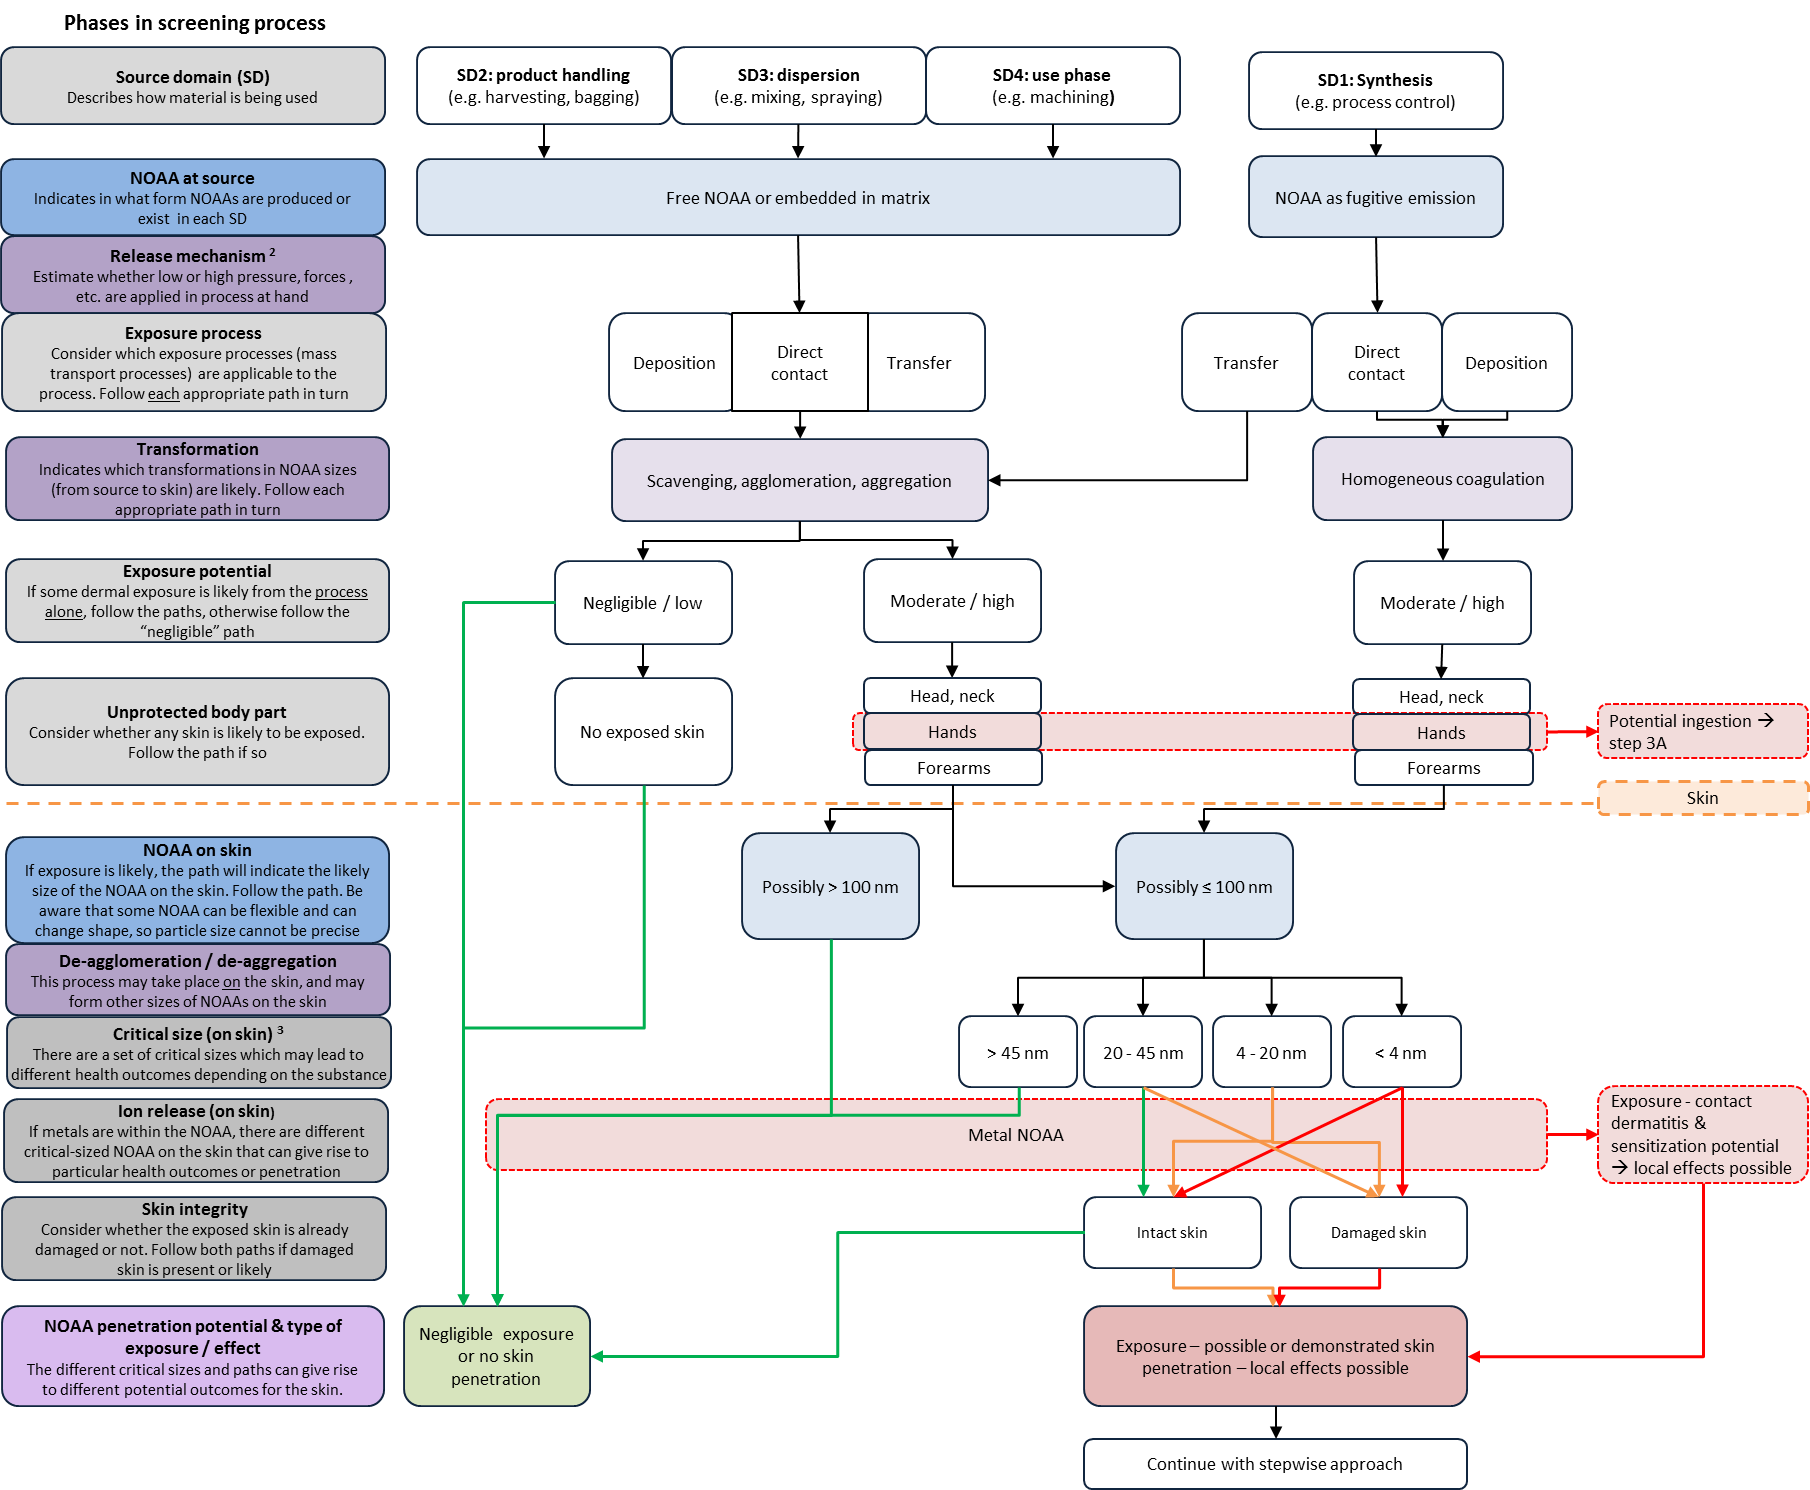 Phases in screening process
Source domain (SD)
Describes how material is being used
SD2: product handling
(e.g. harvesting, bagging)
SD3: dispersion
(e.g. mixing, spraying)
SD4: use phase
(e.g. machining)
SD1: Synthesis
(e.g. process control)
NOAA at source
Indicates in what form NOAAs are produced or
exist in each SD
Free NOAA or embedded in matrix
NOAA as fugitive emission
Release mechanism 2
Estimate whether low or high pressure, forces ,
etc. are applied in process at hand
Exposure process
Consider which exposure processes (mass
transport processes) are applicable to the
process. Follow each appropriate path in turn
Deposition
Direct
contact
Transfer
Transfer
Direct
contact
Deposition
Transformation
Indicates which transformations in NOAA sizes
(from source to skin) are likely. Follow each
appropriate path in turn
Scavenging, agglomeration, aggregation
Homogeneous coagulation
Exposure potential
If some dermal exposure is likely from the process
alone, follow the paths, otherwise follow the
“negligible” path
Negligible / low
Moderate / high
Moderate / high
Unprotected body part
Consider whether any skin is likely to be exposed.
Follow the path if so
No exposed skin
Head, neck
Hands
Forearms
Head, neck
Hands
Forearms
Potential ingestion →
step 3A
Skin
NOAA on skin
If exposure is likely, the path will indicate the likely
size of the NOAA on the skin. Follow the path. Be
aware that some NOAA can be flexible and can
change shape, so particle size cannot be precise
Possibly > 100 nm
Possibly ≤ 100 nm
De-agglomeration / de-aggregation
This process may take place on the skin, and may
form other sizes of NOAAs on the skin
Critical size (on skin) 3
There are a set of critical sizes which may lead to
different health outcomes depending on the substance
> 45 nm
20 - 45 nm
4 - 20 nm
< 4 nm
Ion release (on skin)
If metals are within the NOAA, there are different
critical-sized NOAA on the skin that can give rise to
particular health outcomes or penetration
Metal NOAA
Exposure - contact
dermatitis &
sensitization potential
→ local effects possible
Skin integrity
Consider whether the exposed skin is already
damaged or not. Follow both paths if damaged
skin is present or likely
Intact skin
Damaged skin
NOAA penetration potential & type of
exposure / effect
The different critical sizes and paths can give rise
to different potential outcomes for the skin.
Negligible exposure
or no skin
penetration
Exposure – possible or demonstrated skin
penetration – local effects possible
Continue with stepwise approach